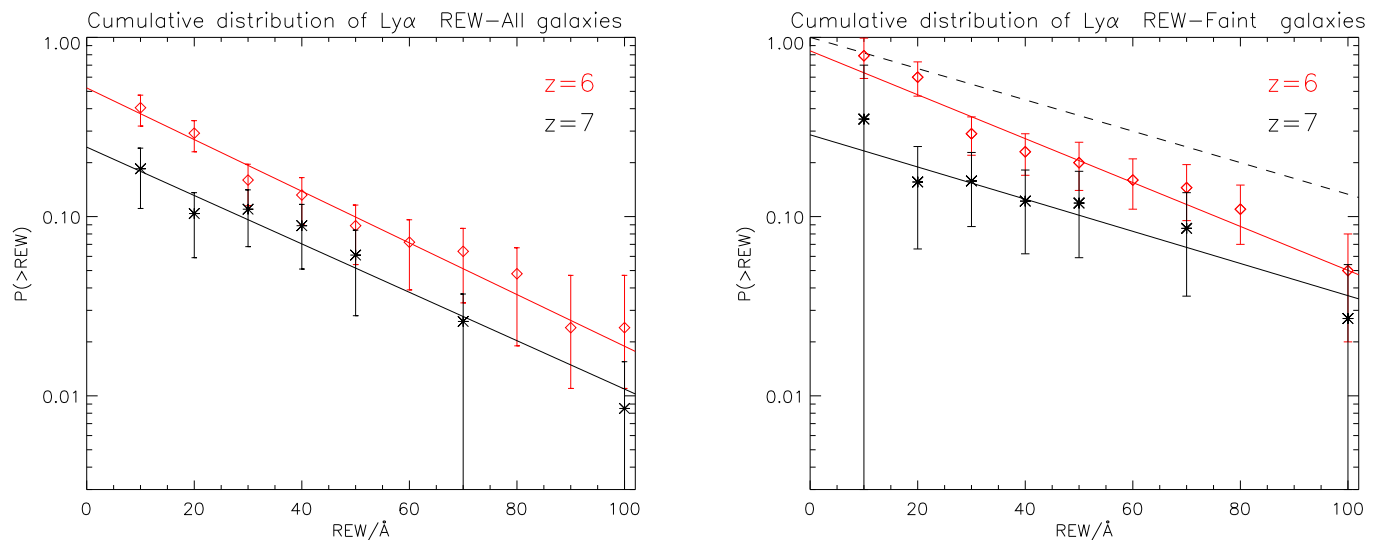 Cumulative distribution of Lyα REW−All galaxies
1.00
0.10
0.01
P(>REW)
z=6
z=7
0 20 40 60 80 100
REW/Å
Cumulative distribution of Lyα REW−Faint galaxies
1.00
0.10
0.01
P(>REW)
z=6
z=7
0 20 40 60 80 100
REW/Å